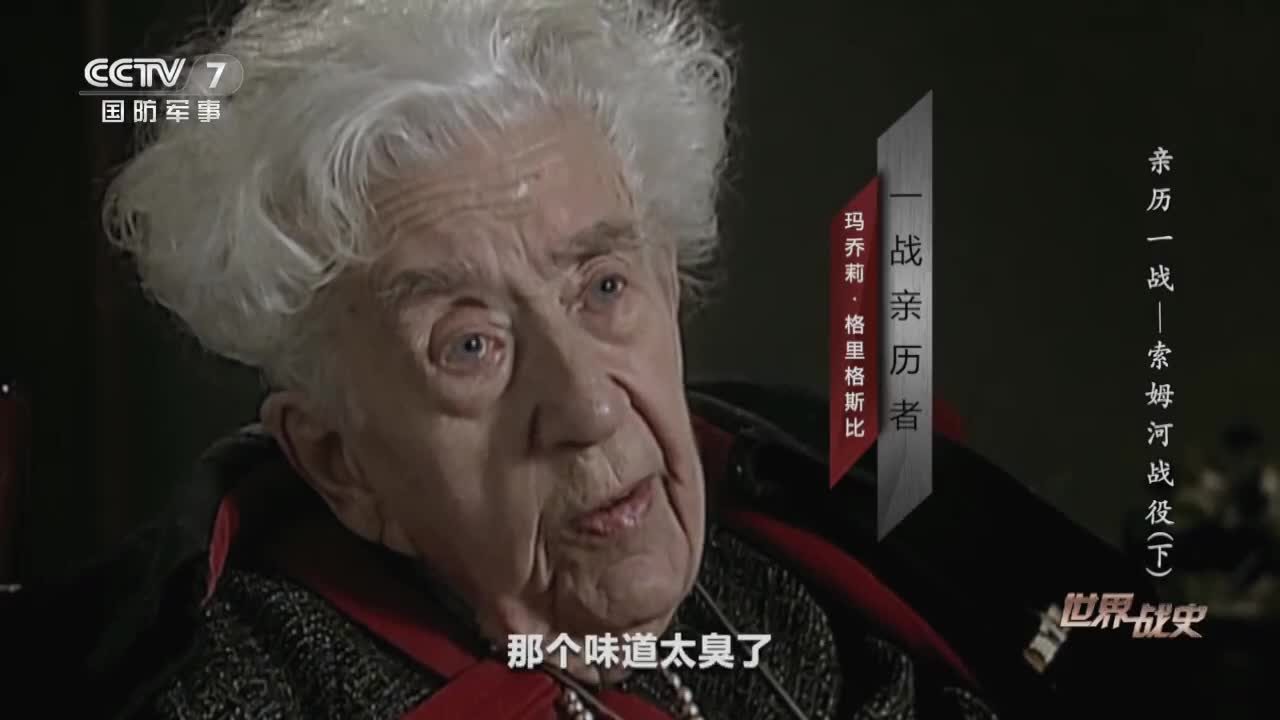 CCTV 7
国防军事
一战亲历者
玛乔莉·格里格斯比
亲历一战—索姆河战役(下)
世界战史
那个味道太臭了